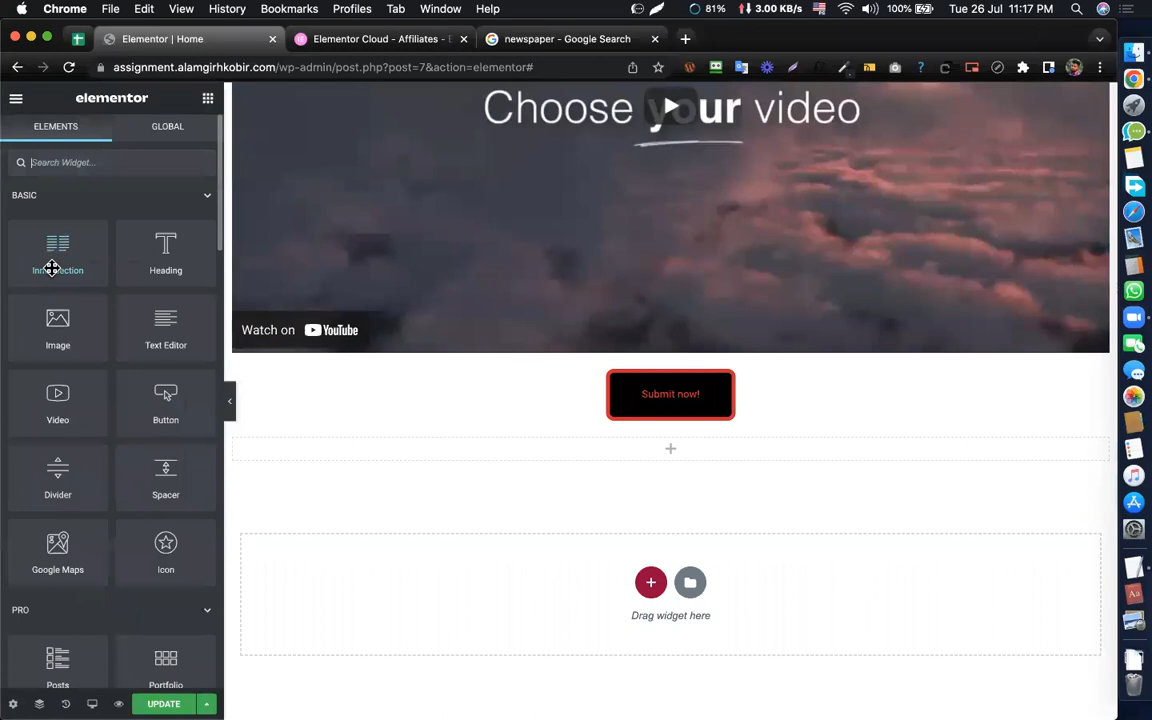 Chrome File Edit View History Bookmarks Profiles Tab Window Help 81% 3.00 KB/s 100% Tue 26 Jul 11:17 PM
Elementor | Home Elementor Cloud - Affiliates - E newspaper - Google Search
assignment.alamgirhkobir.com/wp-admin/post.php?post=7&action=elementor#
elementor
ELEMENTS GLOBAL
Search Widget...
BASIC
Heading
Image Text Editor
Video Button
Divider Spacer
Google Maps Icon
PRO
Posts Portfolio
UPDATE
Choose your video
Watch on YouTube
Submit now!
Drag widget here